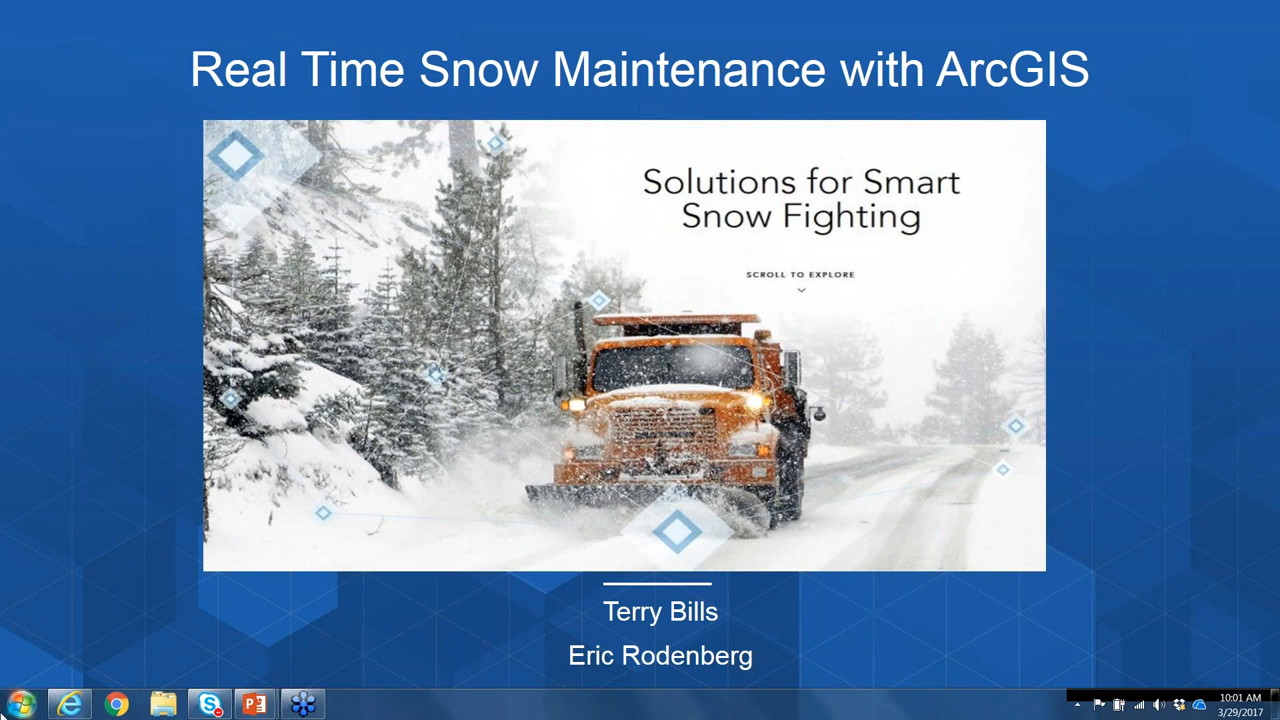 Real Time Snow Maintenance with ArcGIS
Solutions for Smart
Snow Fighting
SCROLL TO EXPLORE
Terry Bills
Eric Rodenberg
10:01 AM
3/29/2017